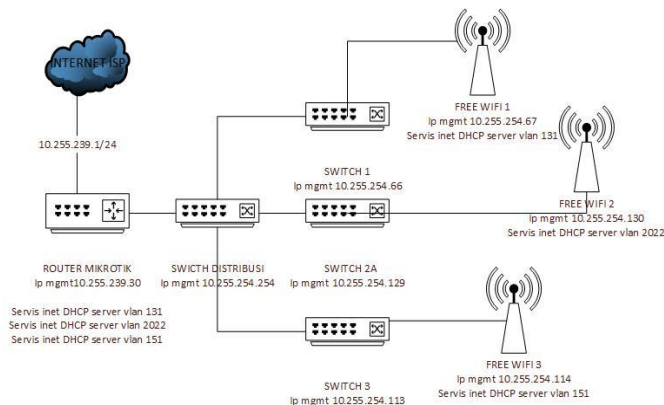 INTERNET ISP
10.255.239.1/24
FREE WIFI 1
Ip mgmt 10.255.254.67
Servis inet DHCP server vlan 131
SWITCH 1
Ip mgmt 10.255.254.66
FREE WIFI 2
Ip mgmt 10.255.254.130
Servis inet DHCP server vlan 2022
ROUTER MIKROTIK
Ip mgmt10.255.239.30
Servis inet DHCP server vlan 131
Servis inet DHCP server vlan 2022
Servis inet DHCP server vlan 151
SWICTH DISTRIBUSI
Ip mgmt 10.255.254.254
SWITCH 2A
Ip mgmt 10.255.254.129
FREE WIFI 3
Ip mgmt 10.255.254.114
Servis inet DHCP server vlan 151
SWITCH 3
Ip mgmt 10.255.254.113